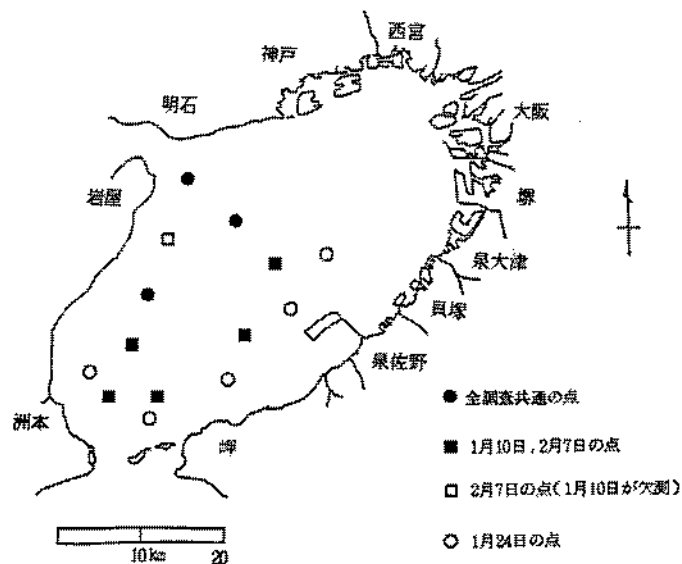 西宮
神戸
明石
大阪
岩屋
堺
泉大津
貝塚
泉佐野
洲本
岬
全調査共通の点
1月10日,2月7日の点
2月7日の点(1月10日が欠測)
1月24日の点
10km 20